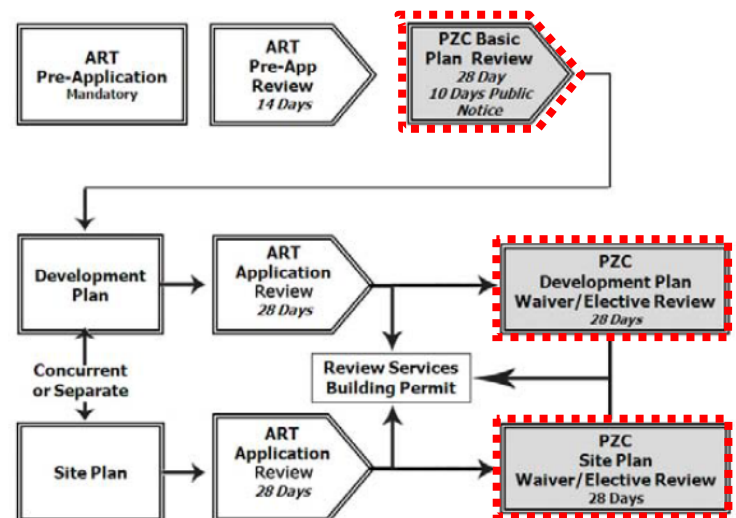 ART
Pre-Application
Mandatory
ART
Pre-App
Review
14 Days
PZC Basic
Plan Review
28 Day
10 Days Public
Notice
Development
Plan
ART
Application
Review
28 Days
PZC
Development Plan
Waiver/Elective Review
28 Days
Concurrent
or Separate
Review Services
Building Permit
Site Plan
ART
Application
Review
28 Days
PZC
Site Plan
Waiver/Elective Review
28 Days